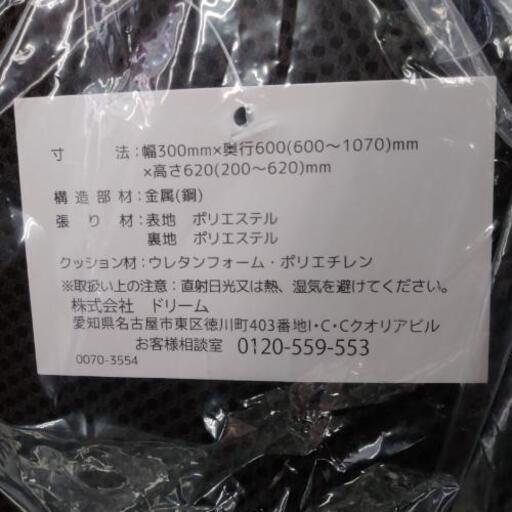 寸　　　法：幅300mm×奥行600(600～1070)mm
×高さ620(200～620)mm
構 造 部 材：金属(鋼)
張 り 材：表地 ポリエステル
裏地 ポリエステル
クッション材：ウレタンフォーム・ポリエチレン
※取扱い上の注意：直射日光又は熱、湿気を避けてください。
株式会社 ドリーム
愛知県名古屋市東区徳川町403番地I・C・Cクオリアビル
お客様相談室 0120-559-553
0070-3554